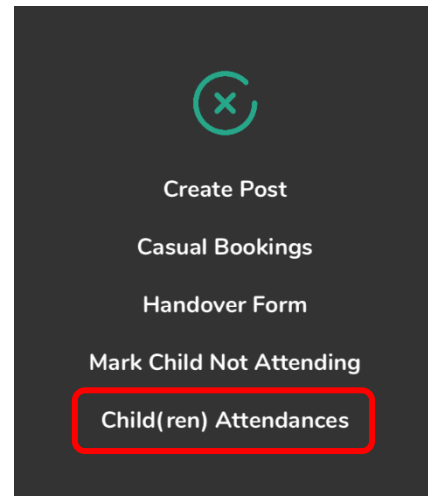 Create Post
Casual Bookings
Handover Form
Mark Child Not Attending
Child(ren) Attendances